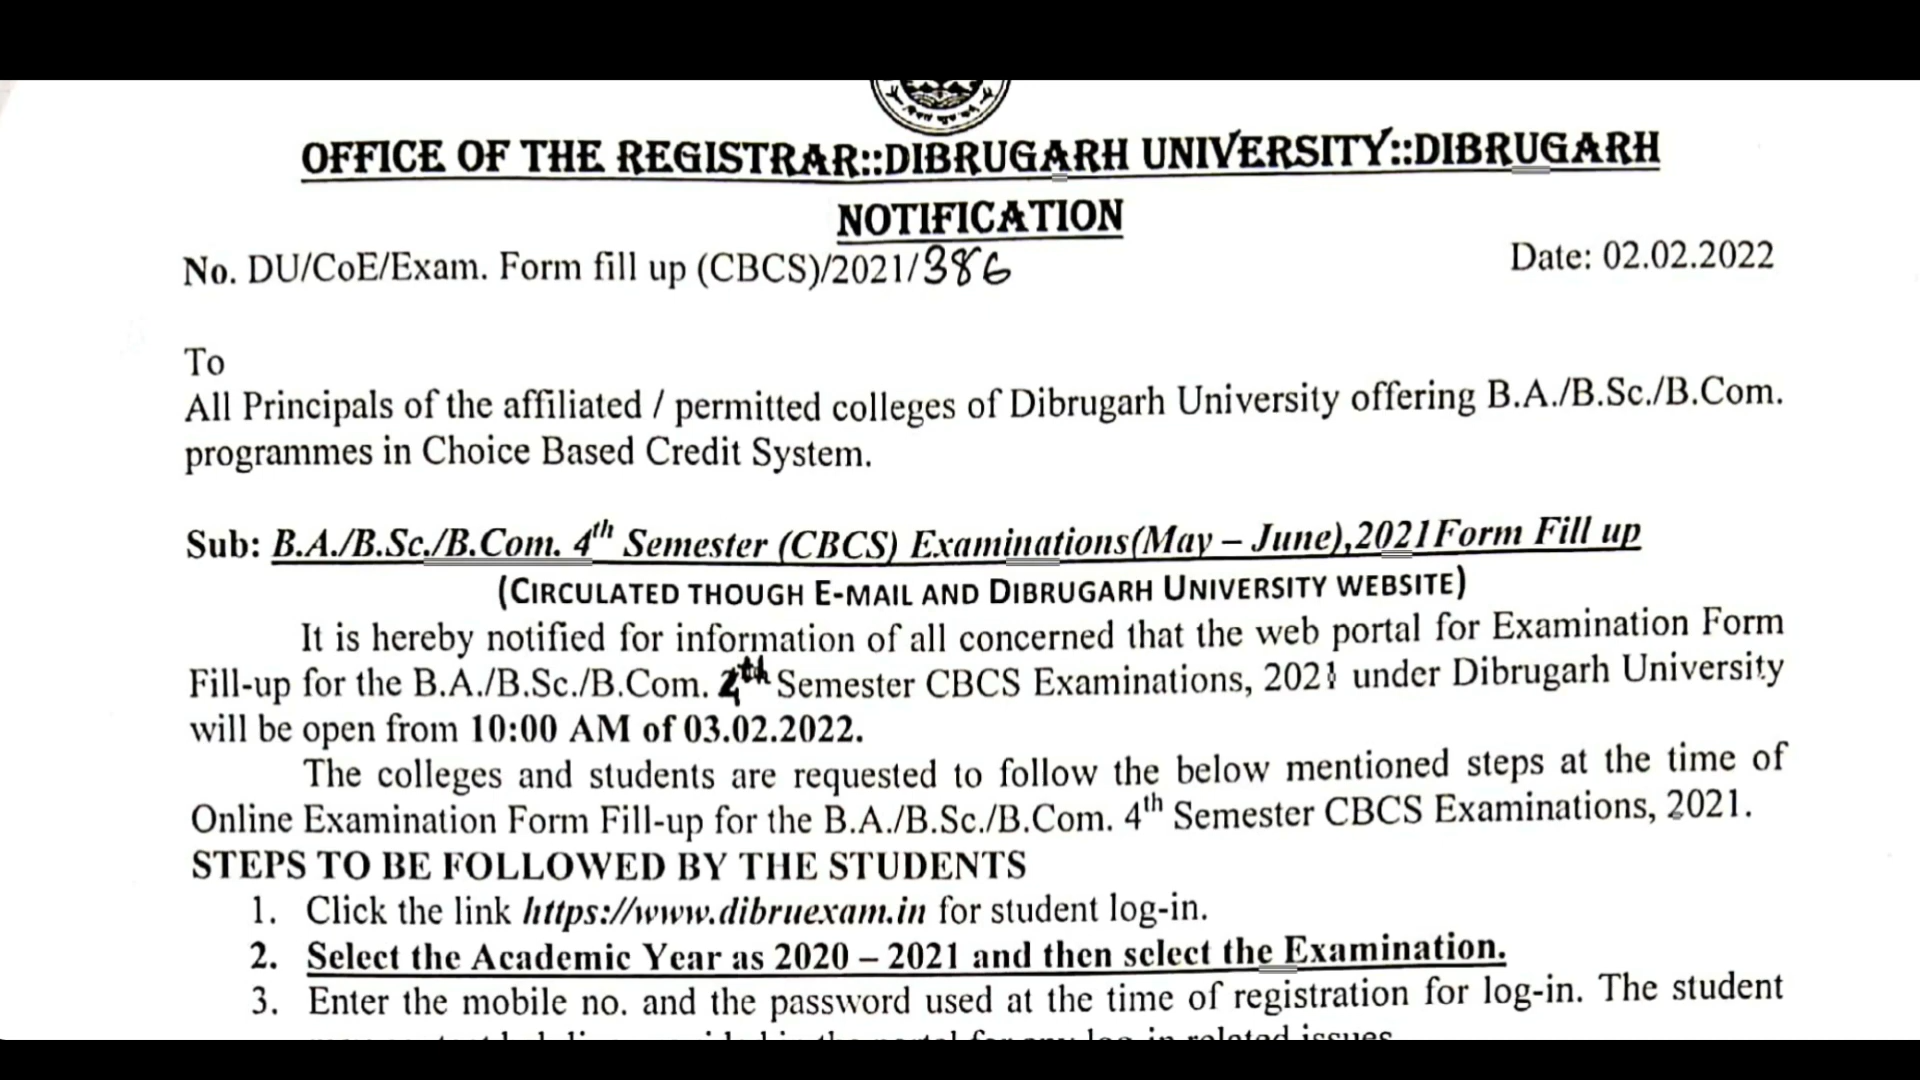 OFFICE OF THE REGISTRAR::DIBRUGARH UNIVERSITY::DIBRUGARH
NOTIFICATION
No. DU/CoE/Exam. Form fill up (CBCS)/2021/386 Date: 02.02.2022
To
All Principals of the affiliated / permitted colleges of Dibrugarh University offering B.A./B.Sc./B.Com.
programmes in Choice Based Credit System.
Sub: B.A./B.Sc./B.Com. 4th Semester (CBCS) Examinations(May – June),2021Form Fill up
(CIRCULATED THOUGH E-MAIL AND DIBRUGARH UNIVERSITY WEBSITE)
It is hereby notified for information of all concerned that the web portal for Examination Form
Fill-up for the B.A./B.Sc./B.Com. 4th Semester CBCS Examinations, 2021 under Dibrugarh University
will be open from 10:00 AM of 03.02.2022.
The colleges and students are requested to follow the below mentioned steps at the time of
Online Examination Form Fill-up for the B.A./B.Sc./B.Com. 4th Semester CBCS Examinations, 2021.
STEPS TO BE FOLLOWED BY THE STUDENTS
1. Click the link https://www.dibruexam.in for student log-in.
2. Select the Academic Year as 2020 – 2021 and then select the Examination.
3. Enter the mobile no. and the password used at the time of registration for log-in. The student
in the portal for any log-in related issues.